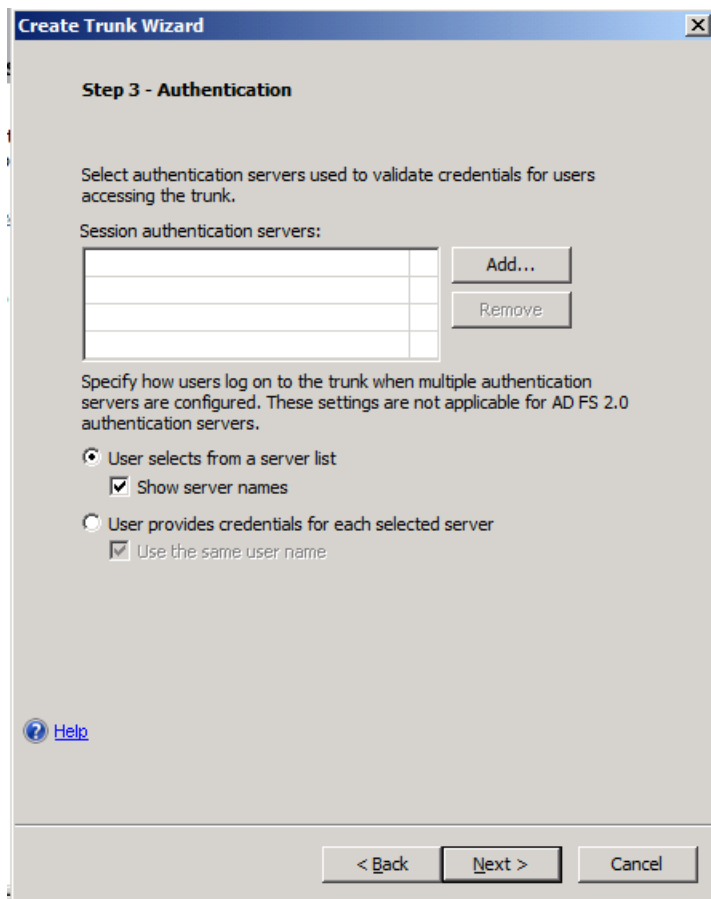 Create Trunk Wizard
Step 3 - Authentication
Select authentication servers used to validate credentials for users
accessing the trunk.
Session authentication servers:
Add...
Remove
Specify how users log on to the trunk when multiple authentication
servers are configured. These settings are not applicable for AD FS 2.0
authentication servers.
User selects from a server list
Show server names
User provides credentials for each selected server
Use the same user name
Help
< Back
Next >
Cancel